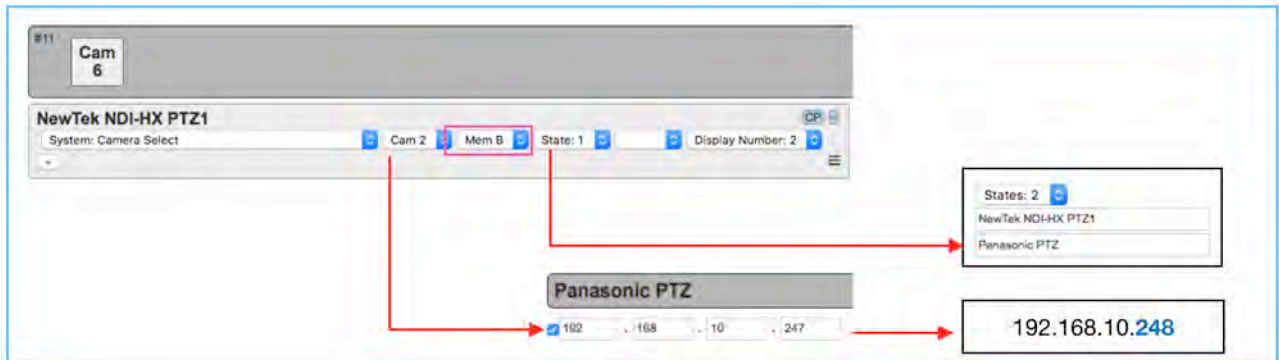 #11
Cam
6
NewTek NDI-HX PTZ1
CP
System: Camera Select Cam 2 Mem B State: 1 Display Number: 2
States: 2
NewTek NDI-HX PTZ1
Panasonic PTZ
Panasonic PTZ
192 . 168 . 10 . 247
192.168.10.248